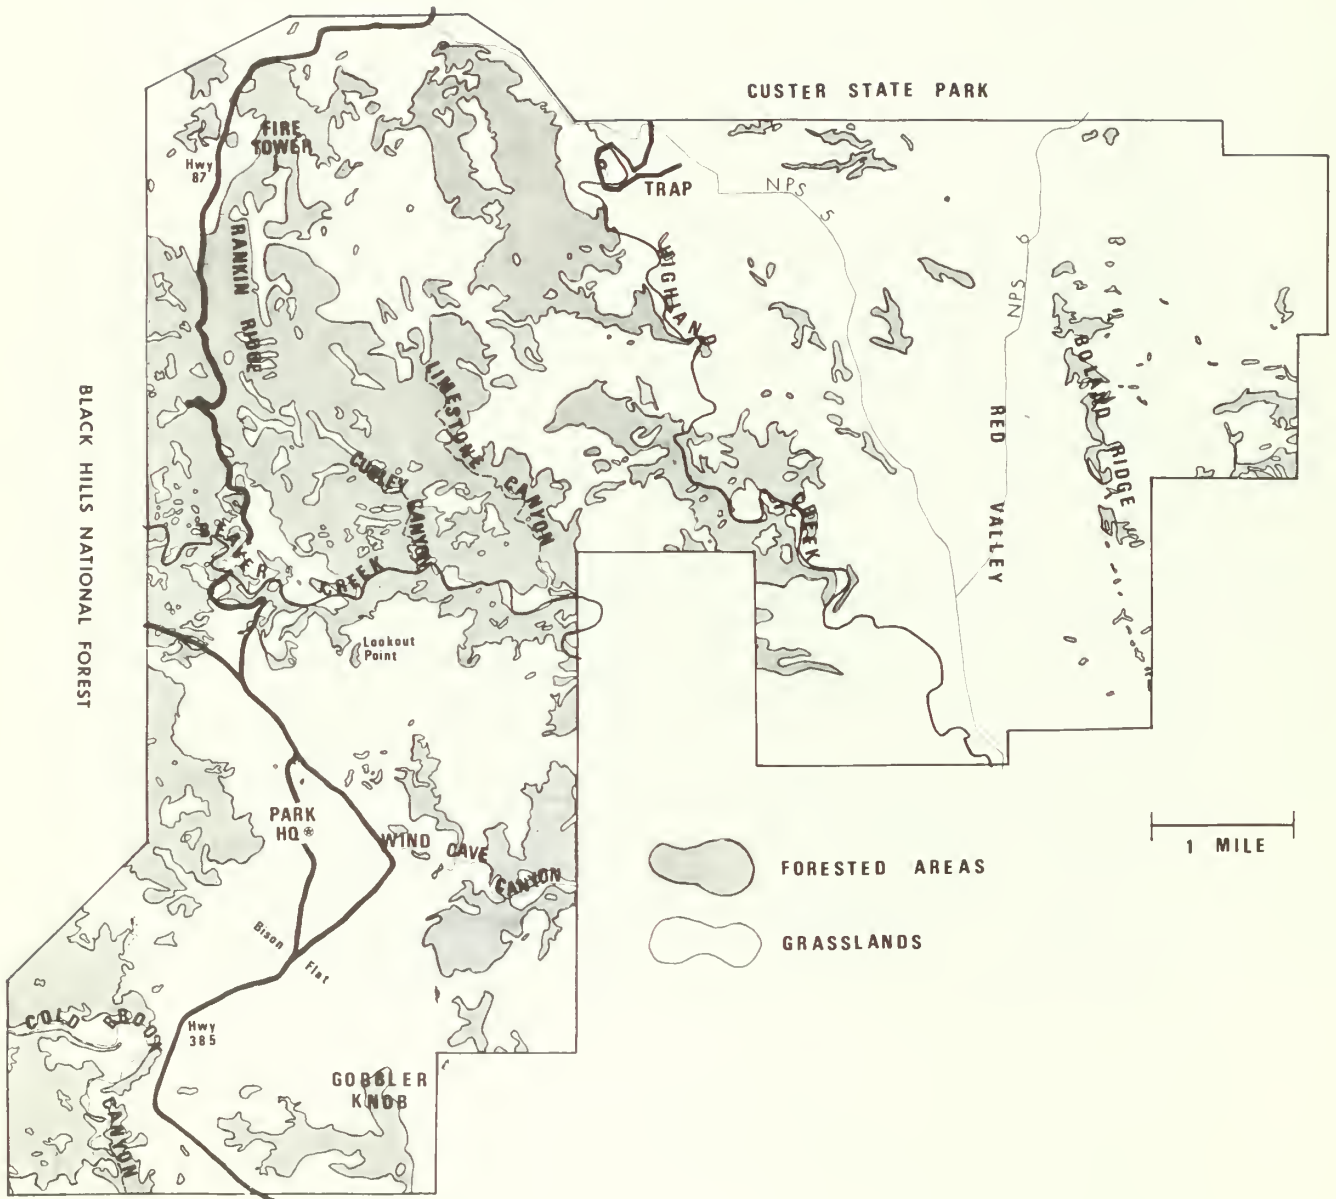 CUSTER STATE PARK
FIRE
TOWER
Hwy
87
TRAP
NPS
5
RANKIN RIDGE
HIGHLAND
CREEK
NPS 6
BOLAND RIDGE
RED VALLEY
LIMESTONE CANYON
CURLEY CANYON
BLACK HILLS NATIONAL FOREST
BEAVER CREEK
Lookout
Point
PARK
HQ *
WIND CAVE
CANYON
1 MILE
FORESTED AREAS
GRASSLANDS
Bison
Flat
COLD BROOK
CANYON
Hwy
385
GOBBLER
KNOB